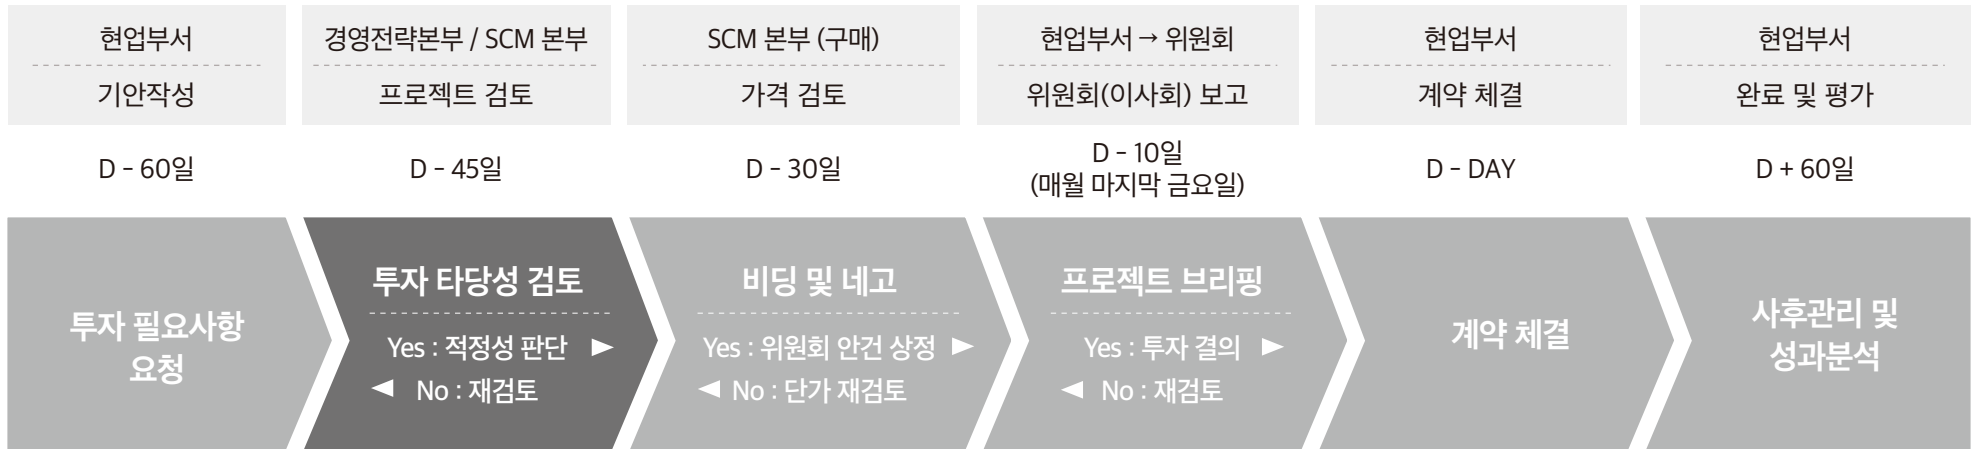 현업부서
기안작성
D - 60일
투자 필요사항
요청
경영전략본부 / SCM 본부
프로젝트 검토
D - 45일
투자 타당성 검토
Yes : 적정성 판단 ▶
◀ No : 재검토
SCM 본부 (구매)
가격 검토
D - 30일
비딩 및 네고
Yes : 위원회 안건 상정 ▶
◀ No : 단가 재검토
현업부서 → 위원회
위원회(이사회) 보고
D - 10일
(매월 마지막 금요일)
프로젝트 브리핑
Yes : 투자 결의 ▶
◀ No : 재검토
현업부서
계약 체결
D - DAY
계약 체결
현업부서
완료 및 평가
D + 60일
사후관리 및
성과분석